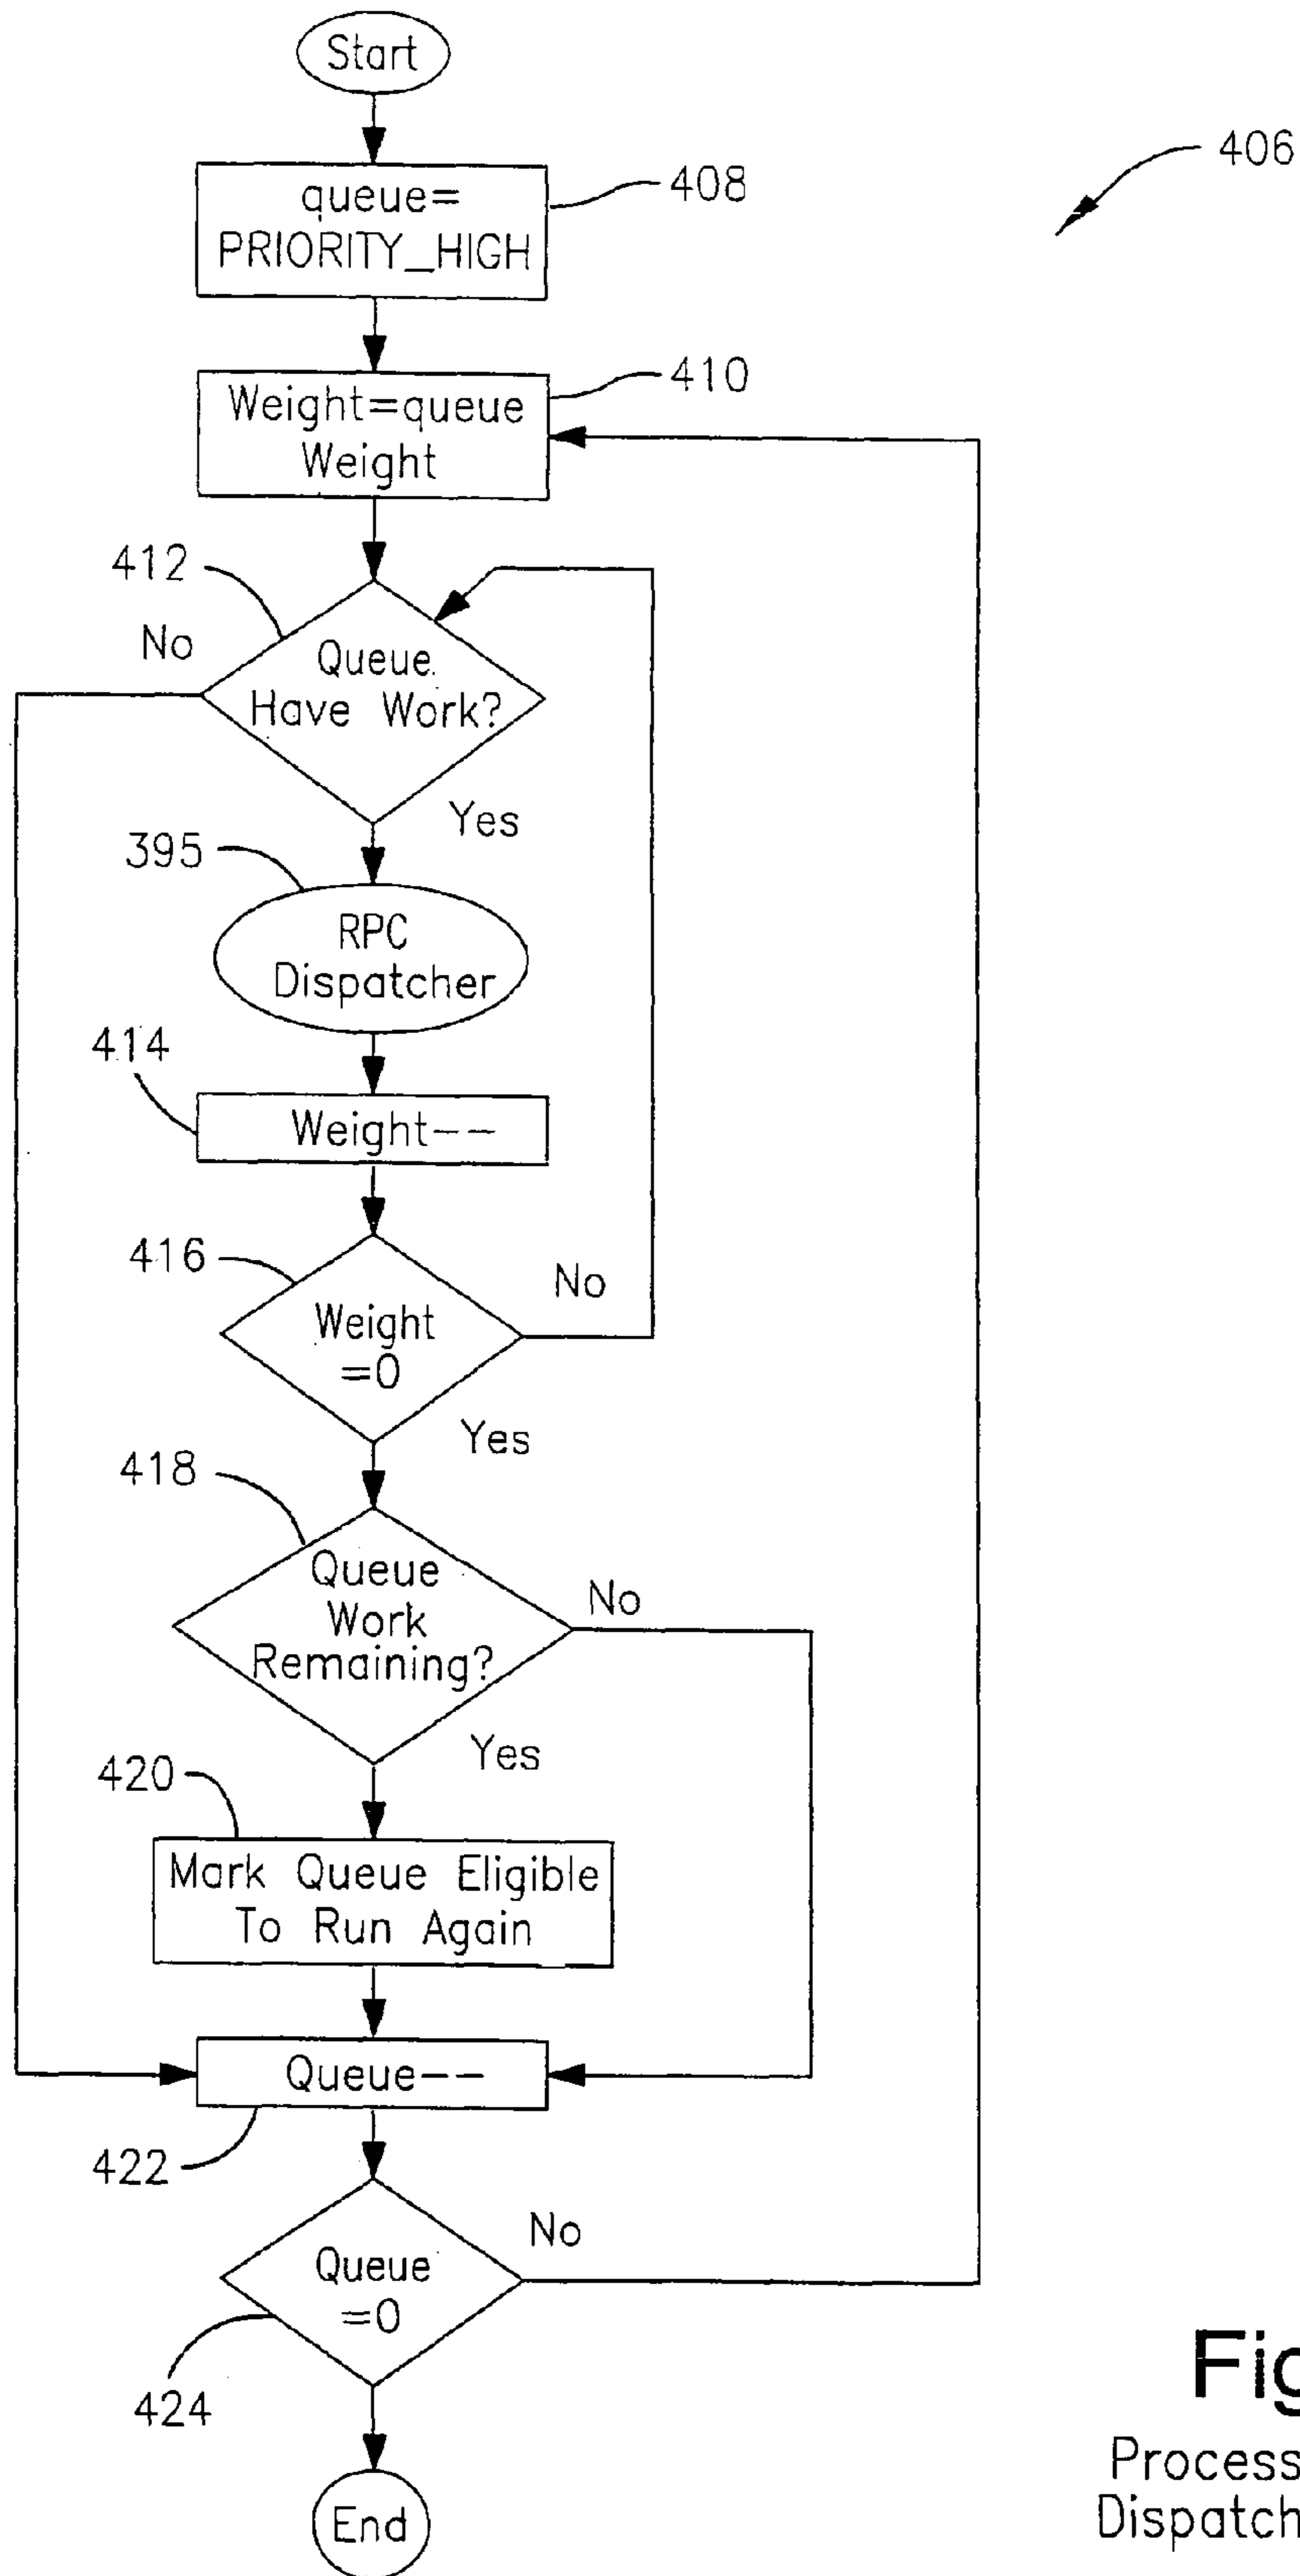 Start
406
queue=
PRIORITY_HIGH
408
Weight=queue
Weight
410
412
No
Queue
Have Work?
Yes
395
RPC
Dispatcher
414
Weight--
416
Weight
=0
No
Yes
418
Queue
Work
Remaining?
No
Yes
420
Mark Queue Eligible
To Run Again
Queue--
422
Queue
=0
No
424
End
Fig
Process
Dispatch